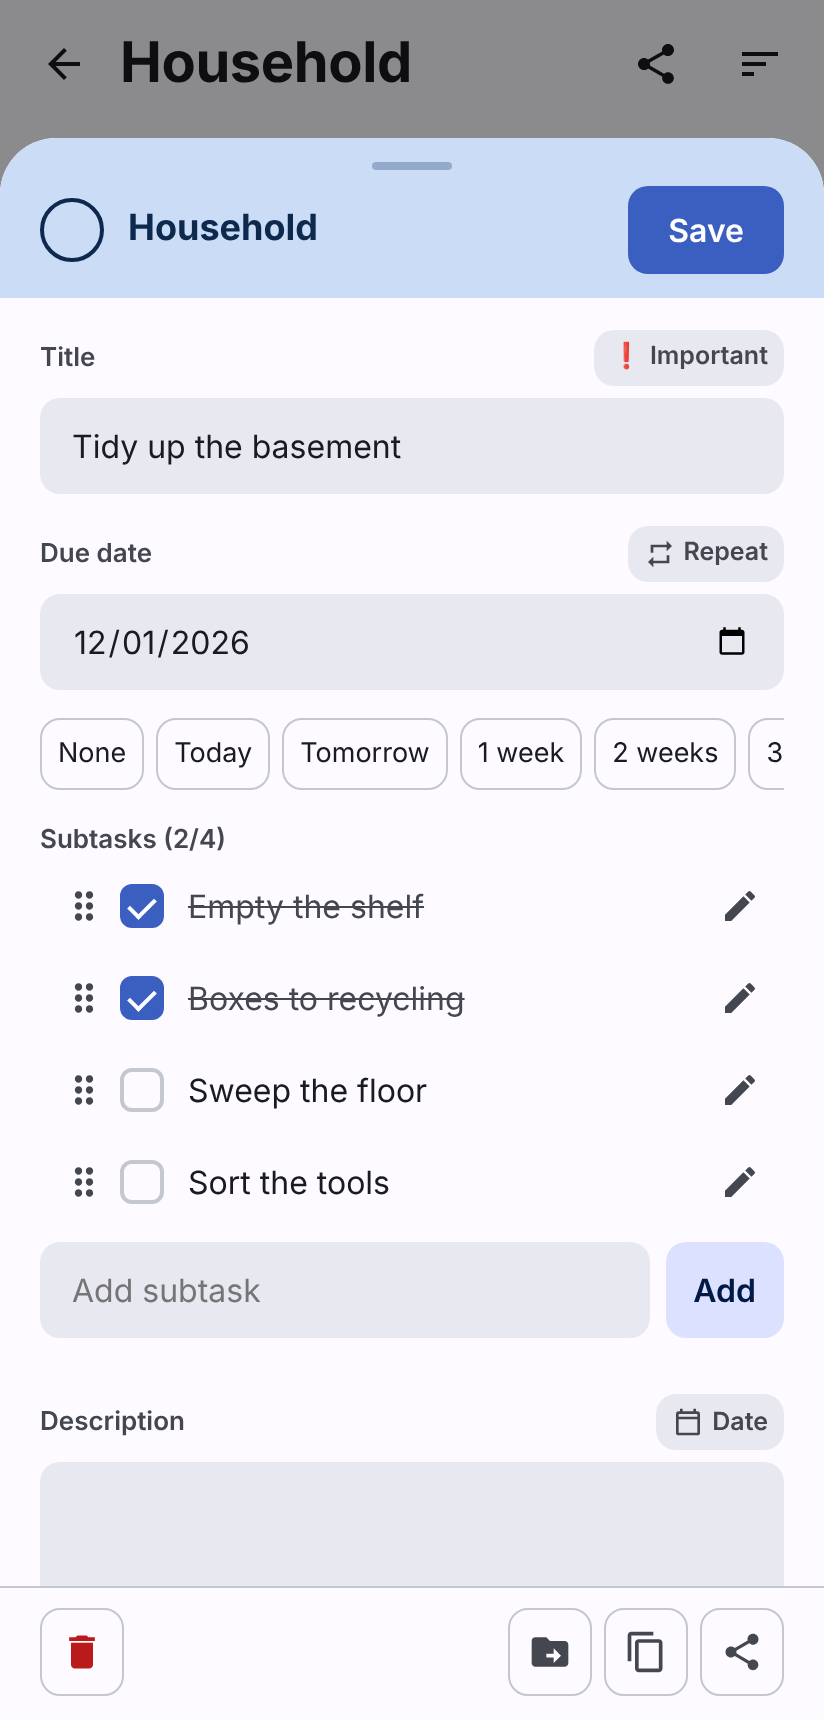 Household
Household
Save
Title
❗ Important
Tidy up the basement
Due date
Repeat
12/01/2026
None
Today
Tomorrow
1 week
2 weeks
3
Subtasks (2/4)
Empty the shelf
Boxes to recycling
Sweep the floor
Sort the tools
Add subtask
Add
Description
Date